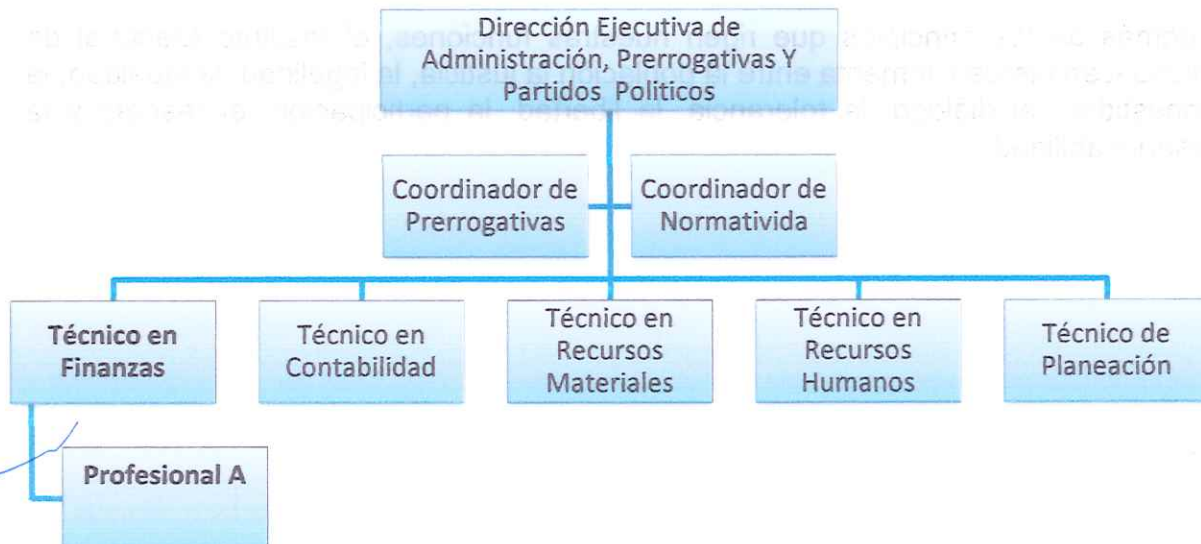 Dirección Ejecutiva de
Administración, Prerrogativas Y
Partidos Politicos
Coordinador de
Prerrogativas
Coordinador de
Normativida
Técnico en
Finanzas
Técnico en
Contabilidad
Técnico en
Recursos
Materiales
Técnico en
Recursos
Humanos
Técnico de
Planeación
Profesional A